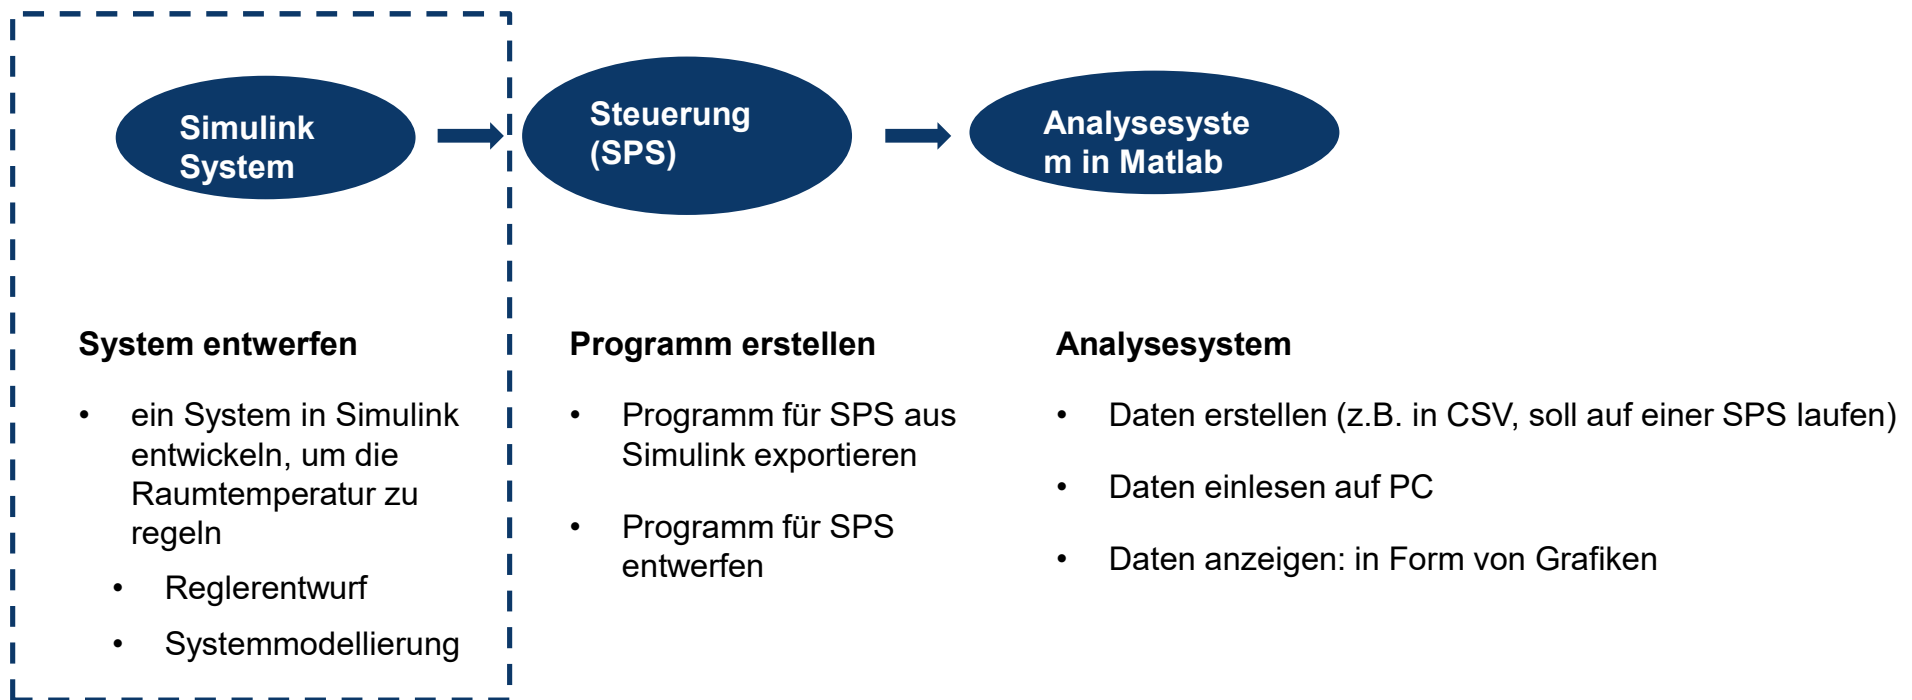 Simulink
System
Steuerung
(SPS)
Analysesyste
m in Matlab
System entwerfen
• ein System in Simulink
entwickeln, um die
Raumtemperatur zu
regeln
• Reglerentwurf
• Systemmodellierung
Programm erstellen
• Programm für SPS aus
Simulink exportieren
• Programm für SPS
entwerfen
Analysesystem
• Daten erstellen (z.B. in CSV, soll auf einer SPS laufen)
• Daten einlesen auf PC
• Daten anzeigen: in Form von Grafiken